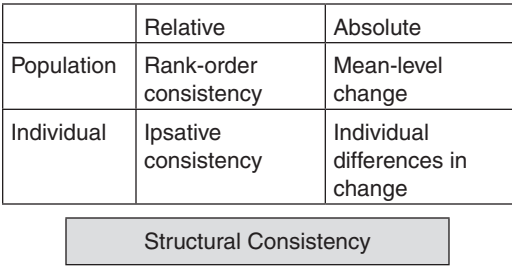 Relative Absolute
Population Rank-order Mean-level
consistency change
Individual Ipsative Individual
consistency differences in
change
Structural Consistency